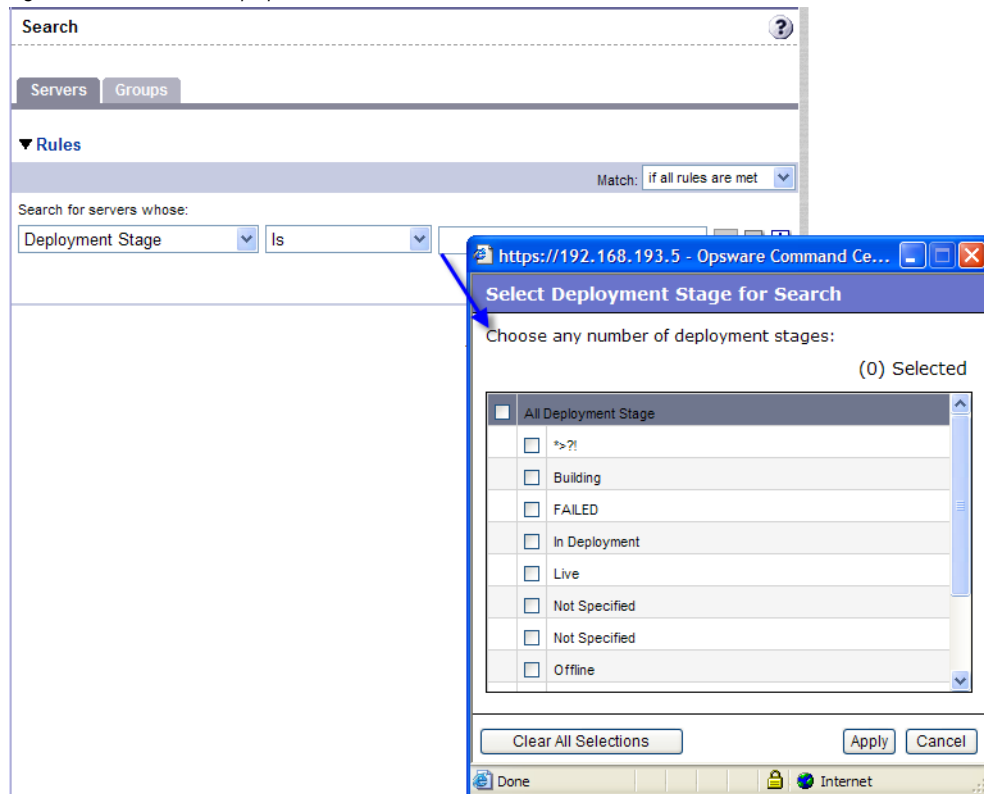 Search
?
Servers Groups
Rules
Match: if all rules are met
Search for servers whose:
Deployment Stage Is
https://192.168.193.5 - Opsware Command Ce...
Select Deployment Stage for Search
Choose any number of deployment stages:
(0) Selected
All Deployment Stage
*>?!
Building
FAILED
In Deployment
Live
Not Specified
Not Specified
Offline
Clear All Selections Apply Cancel
Done Internet